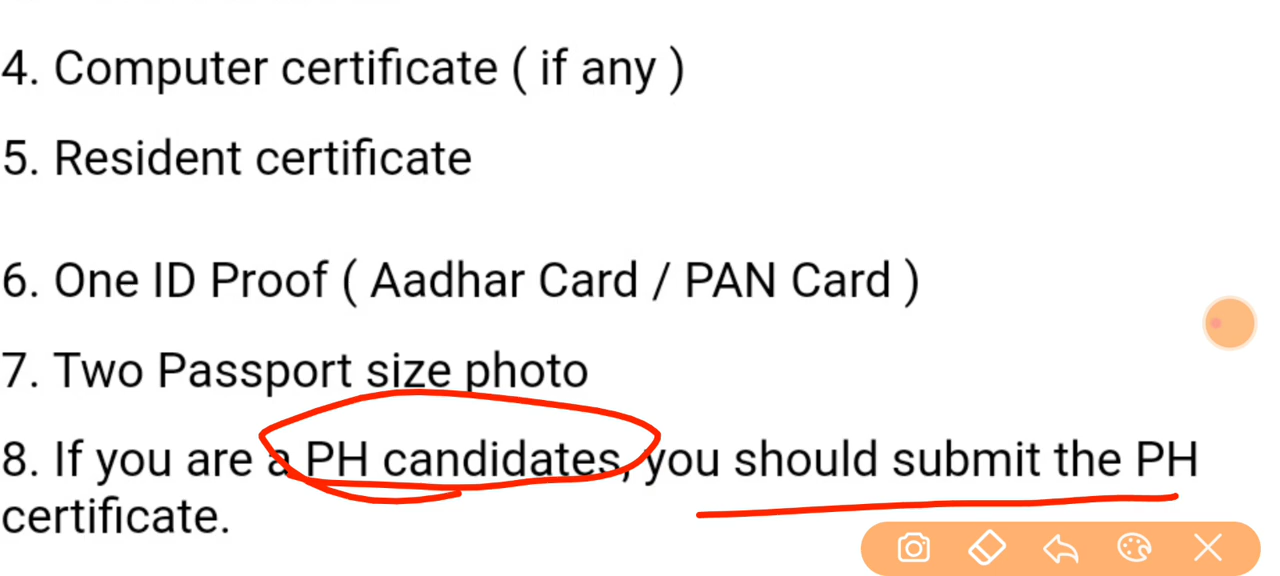 4. Computer certificate ( if any )
5. Resident certificate
6. One ID Proof ( Aadhar Card / PAN Card )
7. Two Passport size photo
8. If you are a PH candidates, you should submit the PH
certificate.